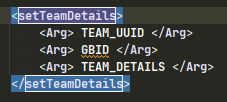 <setTeamDetails>
<Arg> TEAM_UUID </Arg>
<Arg> GBID </Arg>
<Arg> TEAM_DETAILS </Arg>
</setTeamDetails>